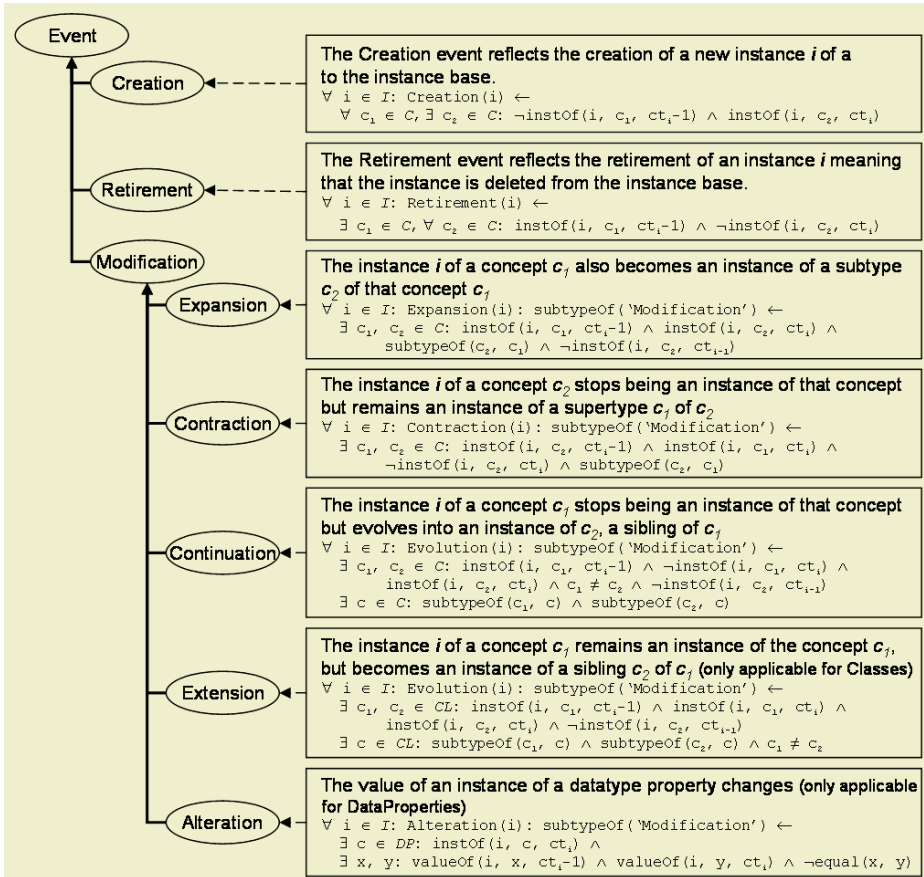 Event
Creation
The Creation event reflects the creation of a new instance i of a
to the instance base.
∀ i ∈ I: Creation(i) ←
∀ c₁ ∈ C, ∃ c₂ ∈ C: ¬instOf(i, c₁, ctᵢ-1) ∧ instOf(i, c₂, ctᵢ)
Retirement
The Retirement event reflects the retirement of an instance i meaning
that the instance is deleted from the instance base.
∀ i ∈ I: Retirement(i) ←
∃ c₁ ∈ C, ∀ c₂ ∈ C: instOf(i, c₁, ctᵢ-1) ∧ ¬instOf(i, c₂, ctᵢ)
Modification
Expansion
The instance i of a concept c₁ also becomes an instance of a subtype
c₂ of that concept c₁
∀ i ∈ I: Expansion(i): subtypeOf(‘Modification’) ←
∃ c₁, c₂ ∈ C: instOf(i, c₁, ctᵢ-1) ∧ instOf(i, c₂, ctᵢ) ∧
subtypeOf(c₂, c₁) ∧ ¬instOf(i, c₂, ctᵢ₋₁)
Contraction
The instance i of a concept c₂ stops being an instance of that concept
but remains an instance of a supertype c₁ of c₂
∀ i ∈ I: Contraction(i): subtypeOf(‘Modification’) ←
∃ c₁, c₂ ∈ C: instOf(i, c₂, ctᵢ-1) ∧ instOf(i, c₁, ctᵢ) ∧
¬instOf(i, c₂, ctᵢ) ∧ subtypeOf(c₂, c₁)
Continuation
The instance i of a concept c₁ stops being an instance of that concept
but evolves into an instance of c₂, a sibling of c₁
∀ i ∈ I: Evolution(i): subtypeOf(‘Modification’) ←
∃ c₁, c₂ ∈ C: instOf(i, c₁, ctᵢ-1) ∧ ¬instOf(i, c₁, ctᵢ) ∧
instOf(i, c₂, ctᵢ) ∧ c₁ ≠ c₂ ∧ ¬instOf(i, c₂, ctᵢ₋₁)
∃ c ∈ C: subtypeOf(c₁, c) ∧ subtypeOf(c₂, c)
Extension
The instance i of a concept c₁ remains an instance of the concept c₁,
but becomes an instance of a sibling c₂ of c₁ (only applicable for Classes)
∀ i ∈ I: Evolution(i): subtypeOf(‘Modification’) ←
∃ c₁, c₂ ∈ CL: instOf(i, c₁, ctᵢ-1) ∧ instOf(i, c₁, ctᵢ) ∧
instOf(i, c₂, ctᵢ) ∧ ¬instOf(i, c₂, ctᵢ₋₁)
∃ c ∈ CL: subtypeOf(c₁, c) ∧ subtypeOf(c₂, c) ∧ c₁ ≠ c₂
Alteration
The value of an instance of a datatype property changes (only applicable
for DataProperties)
∀ i ∈ I: Alteration(i): subtypeOf(‘Modification’) ←
∃ c ∈ DP: instOf(i, c, ctᵢ) ∧
∃ x, y: valueOf(i, x, ctᵢ-1) ∧ valueOf(i, y, ctᵢ) ∧ ¬equal(x, y)